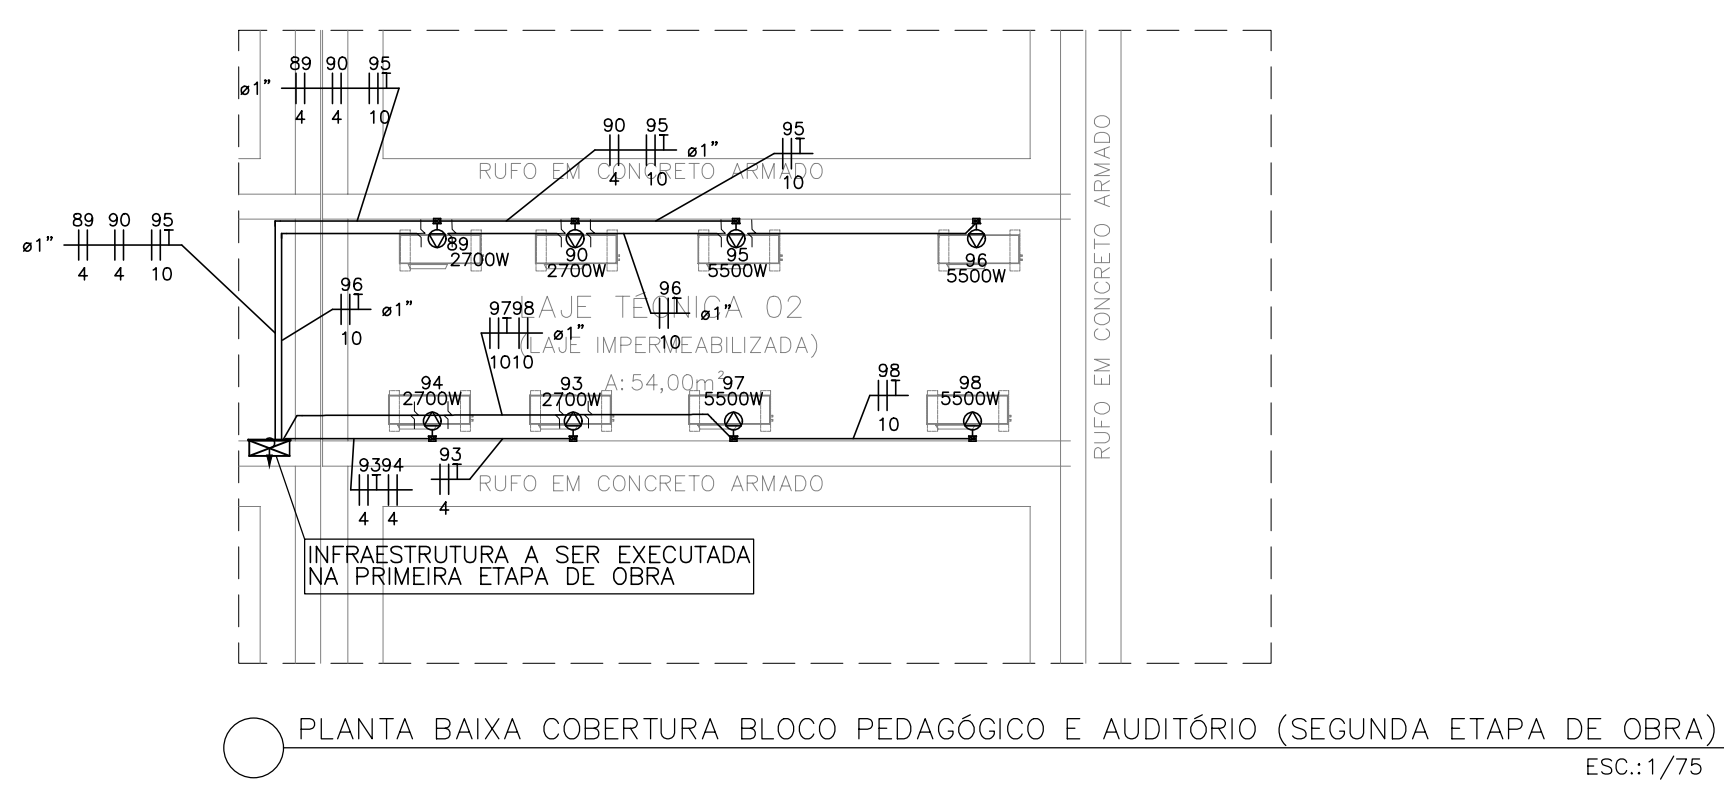 89 90 95
ø1”
4 4 10
90 95
ø1”
4 10
95
10
RUFO EM CONCRETO ARMADO
RUFO EM CONCRETO ARMADO
89 90 95
ø1”
4 4 10
89
2700W
90
2700W
95
5500W
96
5500W
96
ø1”
10
96
ø1”
10
LAJE TÉCNICA 02
(LAJE IMPERMEABILIZADA)
A: 54,00m²
9798
ø1”
1010
94
2700W
93
2700W
97
5500W
98
5500W
98
10
9394
4 4
93
4
RUFO EM CONCRETO ARMADO
INFRAESTRUTURA A SER EXECUTADA
NA PRIMEIRA ETAPA DE OBRA
PLANTA BAIXA COBERTURA BLOCO PEDAGÓGICO E AUDITÓRIO (SEGUNDA ETAPA DE OBRA)
ESC.:1/75